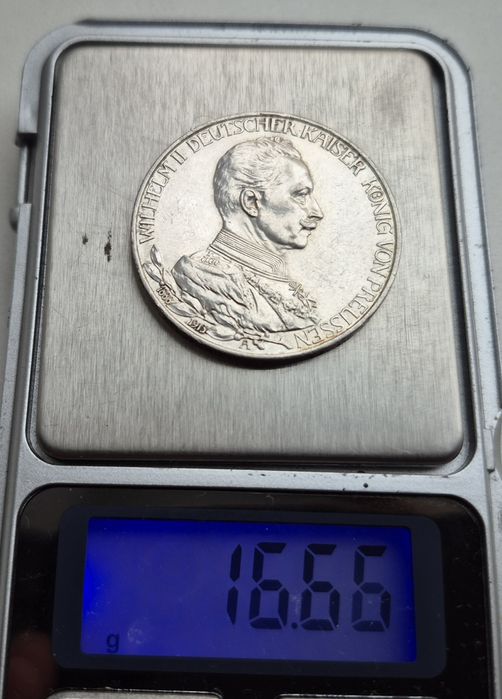 WILHELM II DEUTSCHER KAISER KÖNIG VON PREUSSEN
1888 1913
A
16.66
g